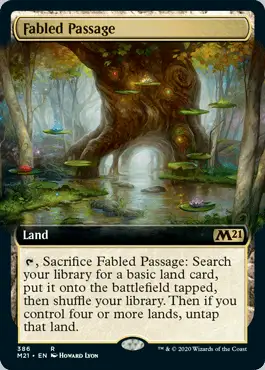 Fabled Passage
Land
M21
, Sacrifice Fabled Passage: Search
your library for a basic land card,
put it onto the battlefield tapped,
then shuffle your library. Then if you
control four or more lands, untap
that land.
386 R
M21 • EN Howard Lyon
™ & © 2020 Wizards of the Coast